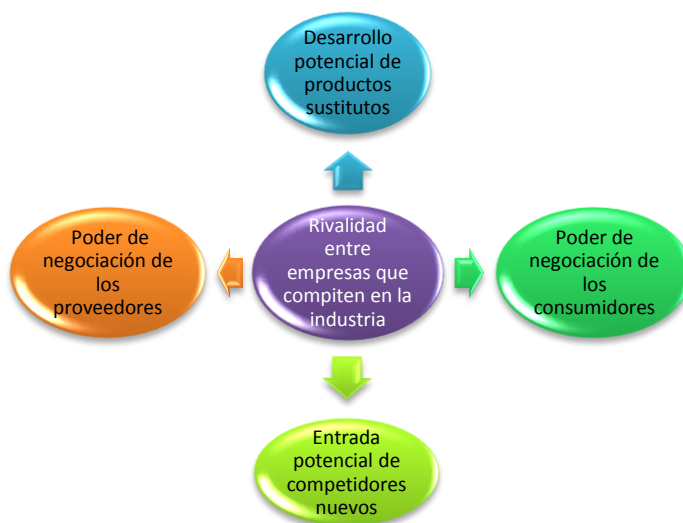 Desarrollo
potencial de
productos
sustitutos
Poder de
negociación de
los
proveedores
Rivalidad
entre
empresas que
compiten en la
industria
Poder de
negociación de
los
consumidores
Entrada
potencial de
competidores
nuevos